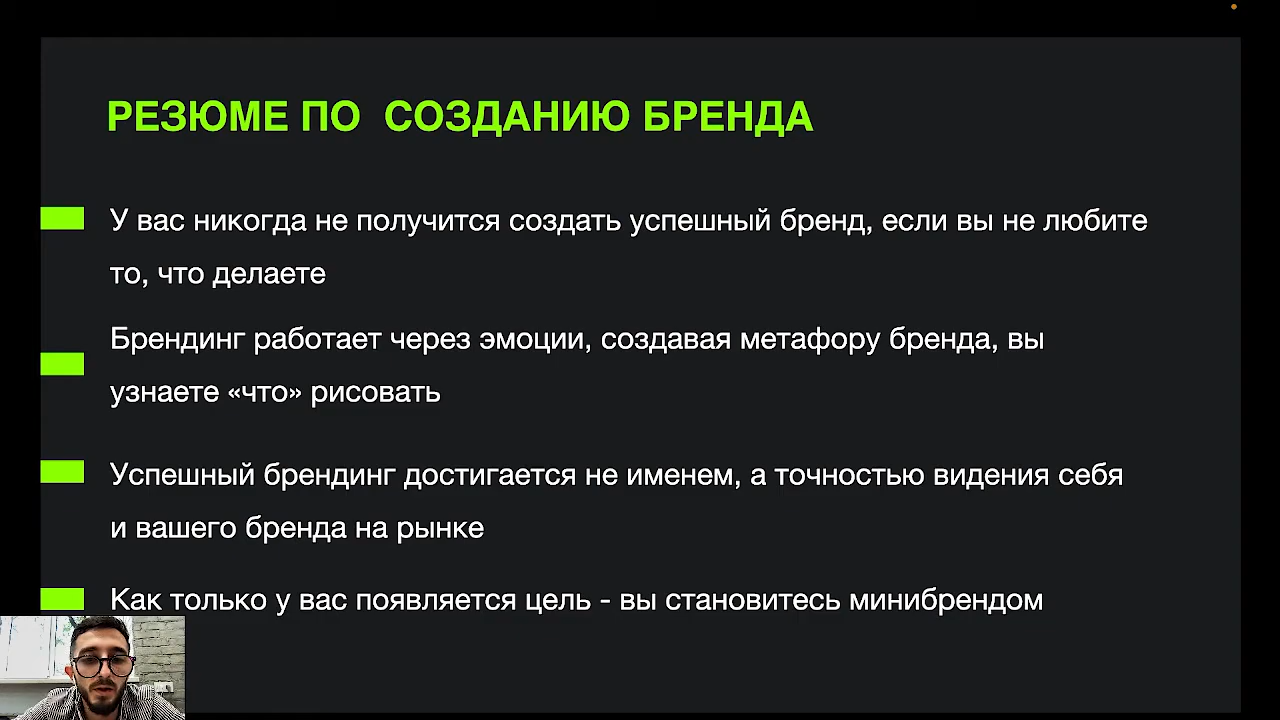 РЕЗЮМЕ ПО  СОЗДАНИЮ БРЕНДА
У вас никогда не получится создать успешный бренд, если вы не любите
то, что делаете
Брендинг работает через эмоции, создавая метафору бренда, вы
узнаете «что» рисовать
Успешный брендинг достигается не именем, а точностью видения себя
и вашего бренда на рынке
Как только у вас появляется цель - вы становитесь минибрендом